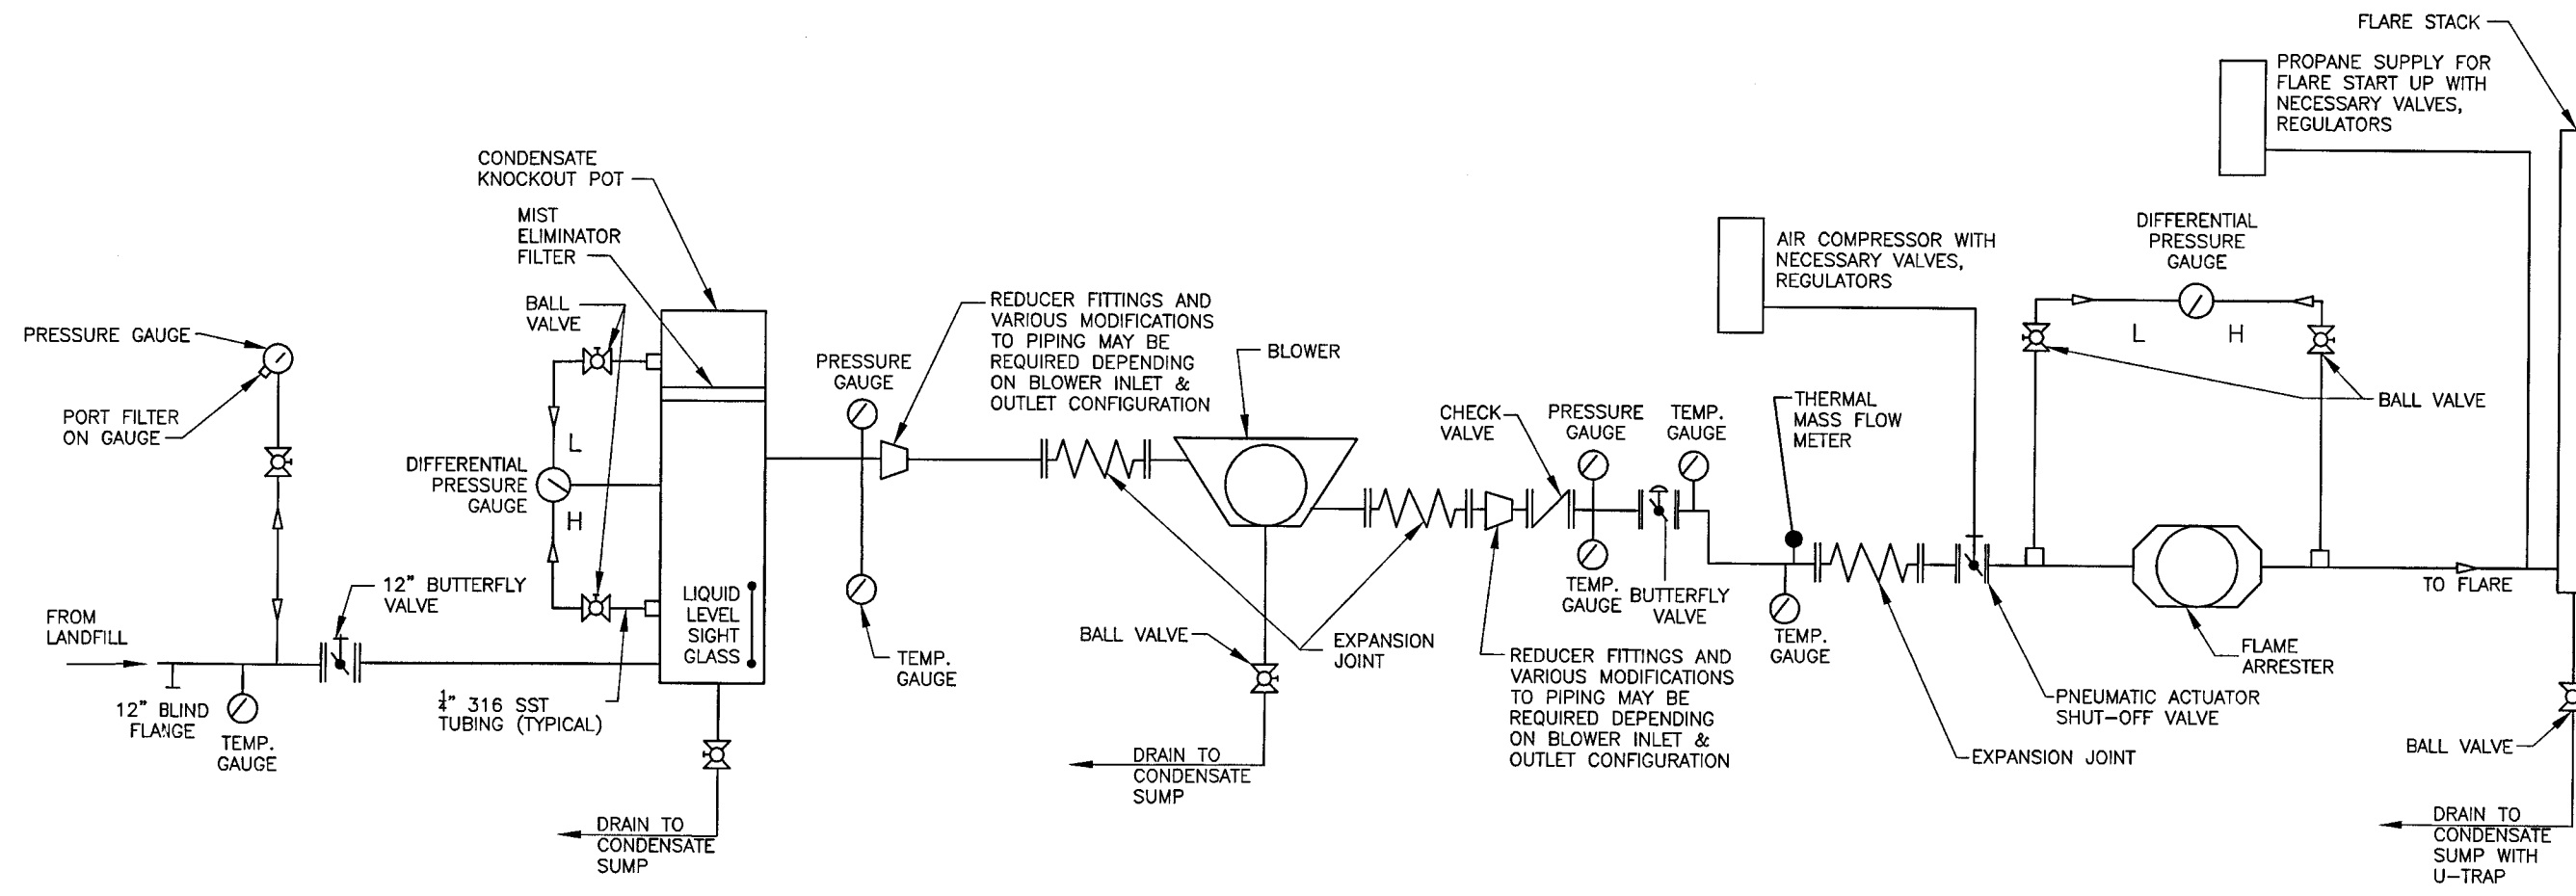 FLARE STACK
PROPANE SUPPLY FOR
FLARE START UP WITH
NECESSARY VALVES,
REGULATORS
CONDENSATE
KNOCKOUT POT
MIST
ELIMINATOR
FILTER
BALL
VALVE
PRESSURE GAUGE
PORT FILTER
ON GAUGE
L
DIFFERENTIAL
PRESSURE
GAUGE
H
12" BUTTERFLY
VALVE
FROM
LANDFILL
12" BLIND
FLANGE
TEMP.
GAUGE
1/4" 316 SST
TUBING (TYPICAL)
LIQUID
LEVEL
SIGHT
GLASS
DRAIN TO
CONDENSATE
SUMP
PRESSURE
GAUGE
TEMP.
GAUGE
REDUCER FITTINGS AND
VARIOUS MODIFICATIONS
TO PIPING MAY BE
REQUIRED DEPENDING
ON BLOWER INLET &
OUTLET CONFIGURATION
BLOWER
BALL VALVE
DRAIN TO
CONDENSATE
SUMP
EXPANSION
JOINT
CHECK
VALVE
PRESSURE
GAUGE
TEMP.
GAUGE
TEMP.
GAUGE
BUTTERFLY
VALVE
REDUCER FITTINGS AND
VARIOUS MODIFICATIONS
TO PIPING MAY BE
REQUIRED DEPENDING
ON BLOWER INLET &
OUTLET CONFIGURATION
AIR COMPRESSOR WITH
NECESSARY VALVES,
REGULATORS
THERMAL
MASS FLOW
METER
TEMP.
GAUGE
PNEUMATIC ACTUATOR
SHUT-OFF VALVE
EXPANSION JOINT
DIFFERENTIAL
PRESSURE
GAUGE
L
H
BALL VALVE
TO FLARE
FLAME
ARRESTER
BALL VALVE
DRAIN TO
CONDENSATE
SUMP WITH
U-TRAP